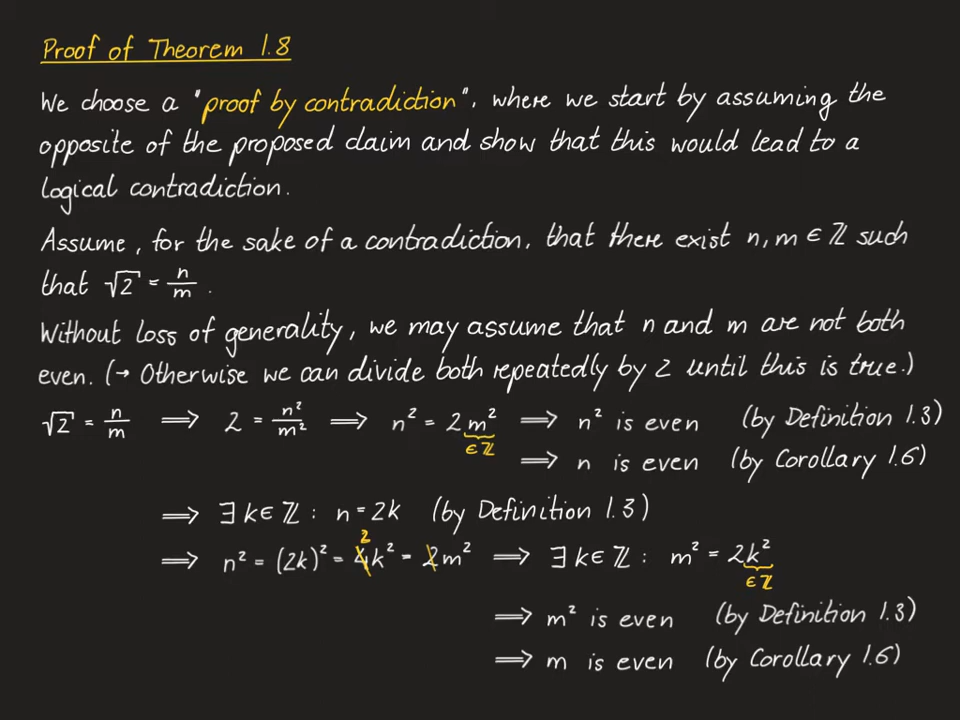 Proof of Theorem 1.8
We choose a "proof by contradiction", where we start by assuming the
opposite of the proposed claim and show that this would lead to a
logical contradiction.
Assume, for the sake of a contradiction, that there exist n, m ∈ ℤ such
that √2 = n/m .
Without loss of generality, we may assume that n and m are not both
even. (→ Otherwise we can divide both repeatedly by 2 until this is true.)
√2 = n/m ⟹ 2 = n²/m² ⟹ n² = 2m² ⟹ n² is even (by Definition 1.3)
∈ ℤ
⟹ n is even (by Corollary 1.6)
⟹ ∃ k ∈ ℤ : n = 2k (by Definition 1.3)
2
⟹ n² = (2k)² = 4k² = 2m² ⟹ ∃ k ∈ ℤ : m² = 2k²
∈ ℤ
⟹ m² is even (by Definition 1.3)
⟹ m is even (by Corollary 1.6)